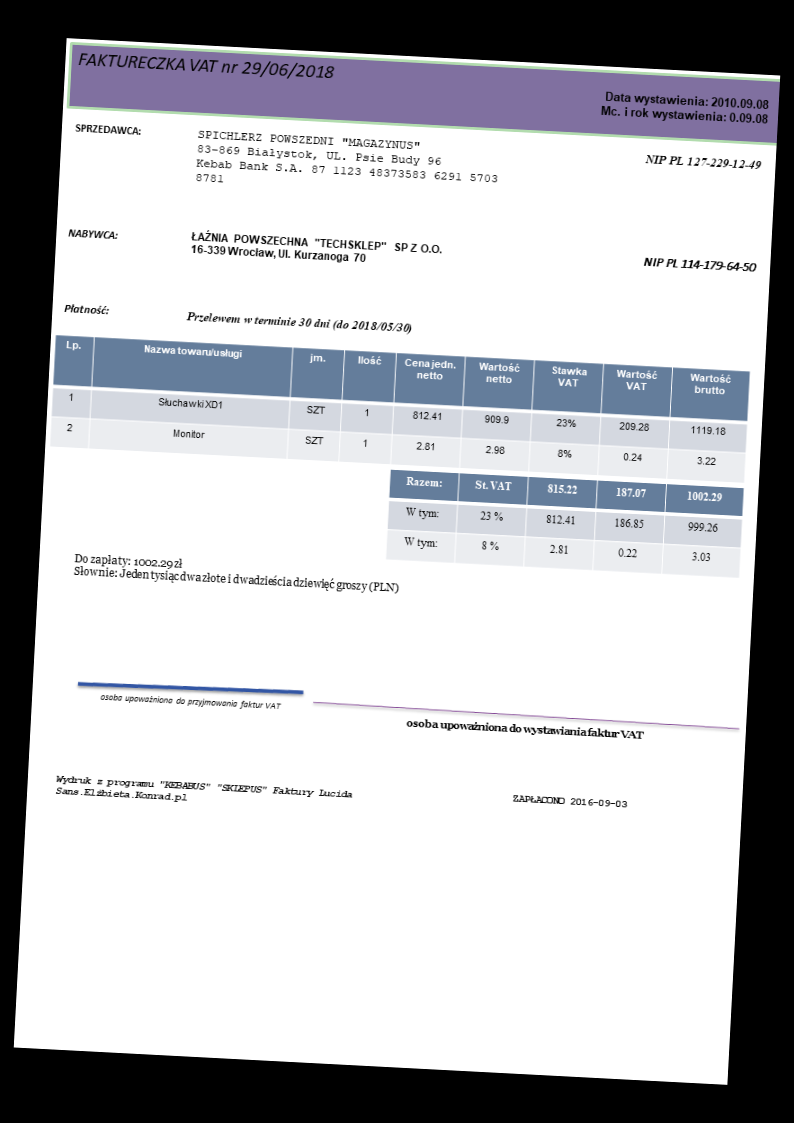 FAKTURECZKA VAT nr 29/06/2018
Data wystawienia: 2010.09.08
Mc. i rok wystawienia: 0.09.08
SPRZEDAWCA:
SPICHLERZ POWSZEDNI "MAGAZYNUS"
83-869 Białystok, UL. Psie Budy 96
Kebab Bank S.A. 87 1123 48373583 6291 5703
8781
NIP PL 127-229-12-49
NABYWCA:
ŁAŹNIA POWSZECHNA "TECHSKLEP" SP Z O.O.
16-339 Wrocław, Ul. Kurzanoga 70
NIP PL 114-179-64-50
Płatność:
Przelewem w terminie 30 dni (do 2018/05/30)
Lp. Nazwa towaru/usługi jm. Ilość Cena jedn. netto Wartość netto Stawka VAT Wartość VAT Wartość brutto
1 Słuchawki XD1 SZT 1 812.41 909.9 23% 209.28 1119.18
2 Monitor SZT 1 2.81 2.98 8% 0.24 3.22
Razem: St. VAT 815.22 187.07 1002.29
W tym: 23 % 812.41 186.85 999.26
W tym: 8 % 2.81 0.22 3.03
Do zapłaty: 1002.29zł
Słownie: Jeden tysiąc dwa złote i dwadzieścia dziewięć groszy (PLN)
osoba upoważniona do przyjmowania faktur VAT
osoba upoważniona do wystawiania faktur VAT
Wydruk z programu "KEBABUS" "SKLEPUS" Faktury Lucida
Sans.Elżbieta.Konrad.pl
ZAPŁACONO 2016-09-03